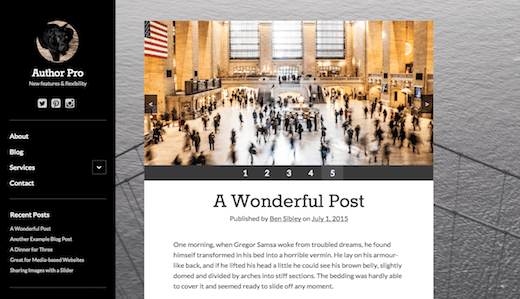 Author Pro
New features & flexibility
About
Blog
Services
Contact
Recent Posts
A Wonderful Post
Another Example Blog Post
A Dinner for Three
Great for Media-based Websites
Sharing Images with a Slider
1 2 3 4 5
A Wonderful Post
Published by Ben Sibley on July 1, 2015
One morning, when Gregor Samsa woke from troubled dreams, he found
himself transformed in his bed into a horrible vermin. He lay on his armour-
like back, and if he lifted his head a little he could see his brown belly, slightly
domed and divided by arches into stiff sections. The bedding was hardly able
to cover it and seemed ready to slide off any moment.